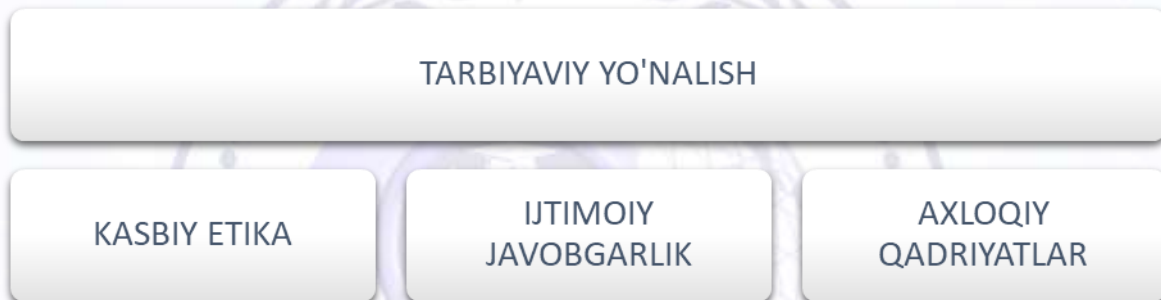 TARBIYAVIY YO'NALISH
KASBIY ETIKA
IJTIMOIY
JAVOBGARLIK
AXLOQIY
QADRIYATLAR